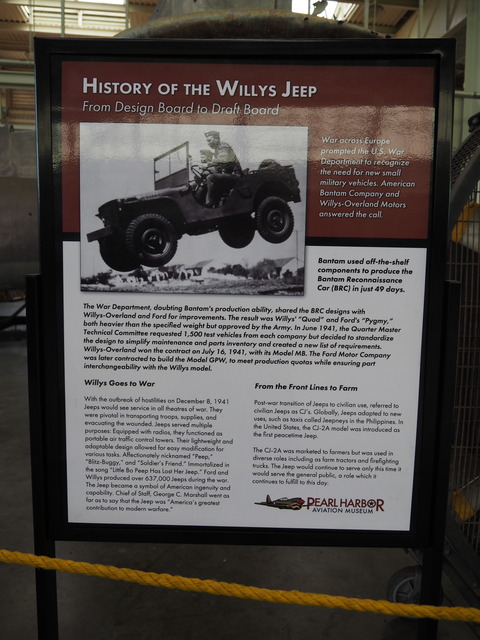 HISTORY OF THE WILLYS JEEP
From Design Board to Draft Board
War across Europe
prompted the U.S. War
Department to recognize
the need for new small
military vehicles. American
Bantam Company and
Willys-Overland Motors
answered the call.
Bantam used off-the-shelf
components to produce the
Bantam Reconnaissance
Car (BRC) in just 49 days.
The War Department, doubting Bantam's production ability, shared the BRC designs with
Willys-Overland and Ford for improvements. The result was Willys' "Quad" and Ford's "Pygmy,"
both heavier than the specified weight but approved by the Army. In June 1941, the Quarter Master
Technical Committee requested 1,500 test vehicles from each company but decided to standardize
the design to simplify maintenance and parts inventory and created a new list of requirements.
Willys-Overland won the contract on July 16, 1941, with its Model MB. The Ford Motor Company
was later contracted to build the Model GPW, to meet production quotas while ensuring part
interchangeability with the Willys model.
Willys Goes to War
With the outbreak of hostilities on December 8, 1941
Jeeps would see service in all theatres of war. They
were pivotal in transporting troops, supplies, and
evacuating the wounded. Jeeps served multiple
purposes: Equipped with radios, they functioned as
portable air traffic control towers. Their lightweight and
adaptable design allowed for easy modification for
various tasks. Affectionately nicknamed "Peep,"
"Blitz-Buggy," and "Soldier's Friend." Immortalized in
the song "Little Bo Peep Has Lost Her Jeep." Ford and
Willys produced over 637,000 Jeeps during the war.
The Jeep became a symbol of American ingenuity and
capability. Chief of Staff, George C. Marshall went as
far as to say that the Jeep was "America's greatest
contribution to modern warfare."
From the Front Lines to Farm
Post-war transition of Jeeps to civilian use, referred to
civilian Jeeps as CJ's. Globally, Jeeps adapted to new
uses, such as taxis called Jeepneys in the Philippines. In
the United States, the CJ-2A model was introduced as
the first peacetime Jeep.
The CJ-2A was marketed to farmers but was used in
diverse roles including as farm tractors and firefighting
trucks. The Jeep would continue to serve only this time it
would serve the general public, a role which it
continues to fulfill to this day.
PEARL HARBOR
AVIATION MUSEUM